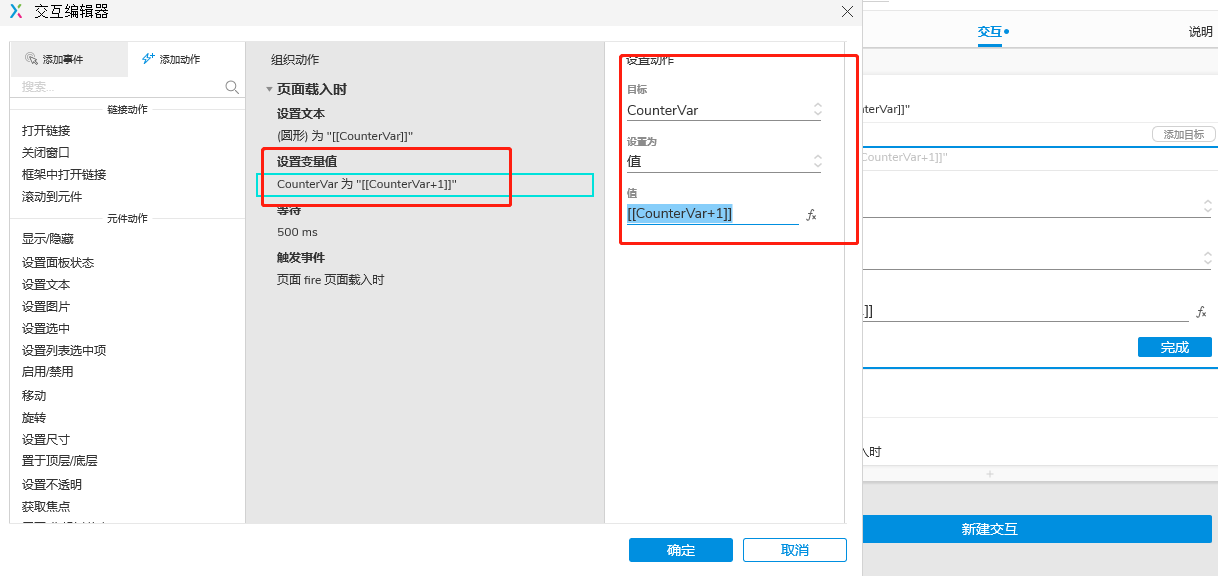 交互编辑器
添加事件
添加动作
搜索...
链接动作
打开链接
关闭窗口
框架中打开链接
滚动到元件
元件动作
显示/隐藏
设置面板状态
设置文本
设置图片
设置选中
设置列表选中项
启用/禁用
移动
旋转
设置尺寸
置于顶层/底层
设置不透明
获取焦点
组织动作
页面载入时
设置文本
(圆形) 为 "[[CounterVar]]"
设置变量值
CounterVar 为 "[[CounterVar+1]]"
等待
500 ms
触发事件
页面 fire 页面载入时
设置动作
目标
CounterVar
设置为
值
值
[[CounterVar+1]]
fx
确定
取消
交互
说明
terVar]]"
添加目标
CounterVar+1]]"
]]
fx
完成
入时
新建交互